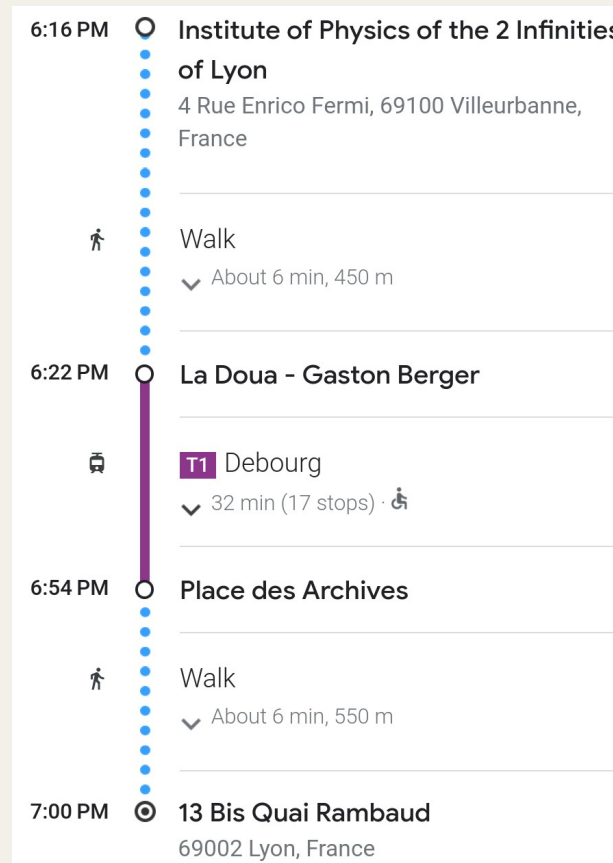 6:16 PM Institute of Physics of the 2 Infinities
of Lyon
4 Rue Enrico Fermi, 69100 Villeurbanne,
France
Walk
About 6 min, 450 m
6:22 PM La Doua - Gaston Berger
T1 Debourg
32 min (17 stops) ·
6:54 PM Place des Archives
Walk
About 6 min, 550 m
7:00 PM 13 Bis Quai Rambaud
69002 Lyon, France